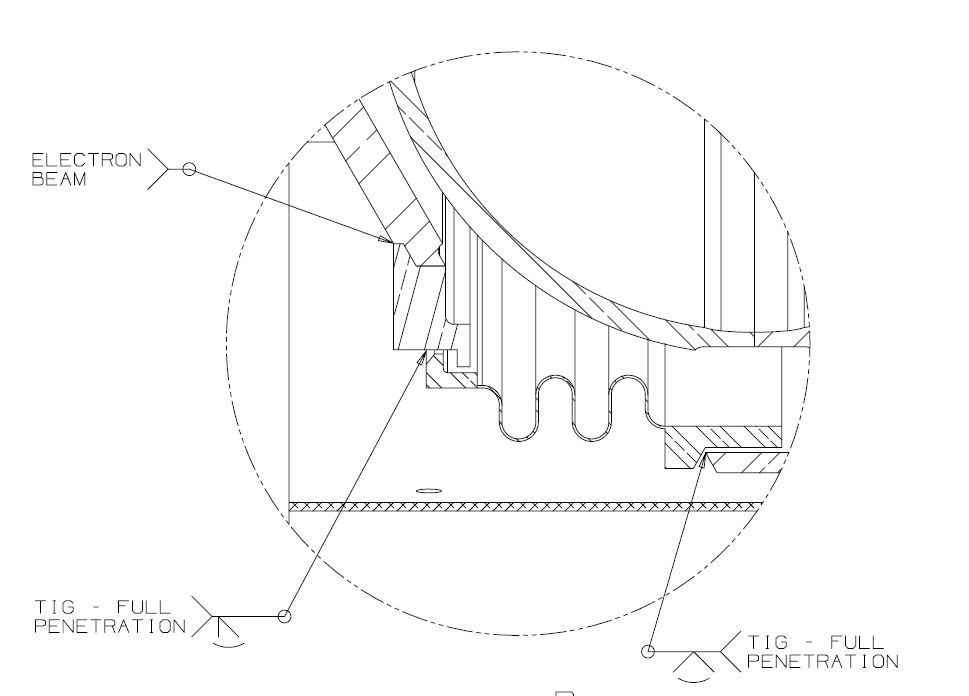 ELECTRON
BEAM
TIG - FULL
PENETRATION
TIG - FULL
PENETRATION